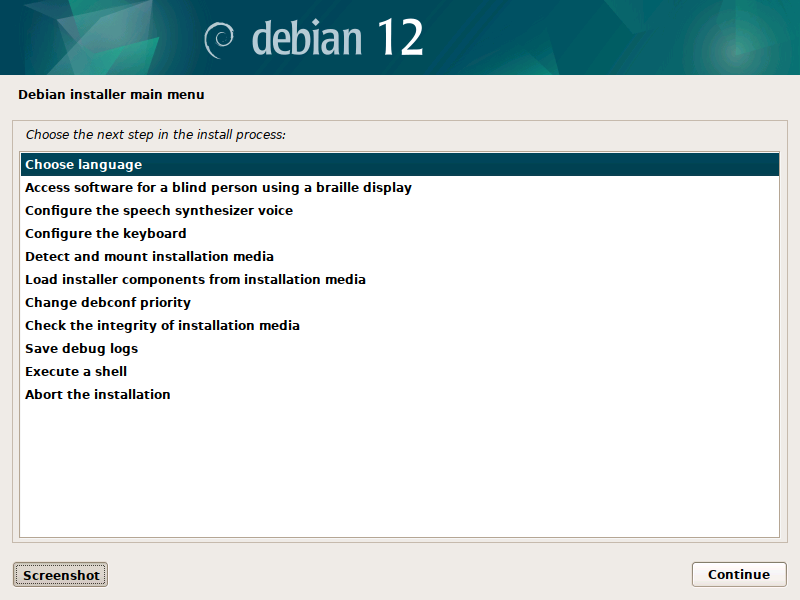 debian 12
Debian installer main menu
Choose the next step in the install process:
Choose language
Access software for a blind person using a braille display
Configure the speech synthesizer voice
Configure the keyboard
Detect and mount installation media
Load installer components from installation media
Change debconf priority
Check the integrity of installation media
Save debug logs
Execute a shell
Abort the installation
Screenshot
Continue